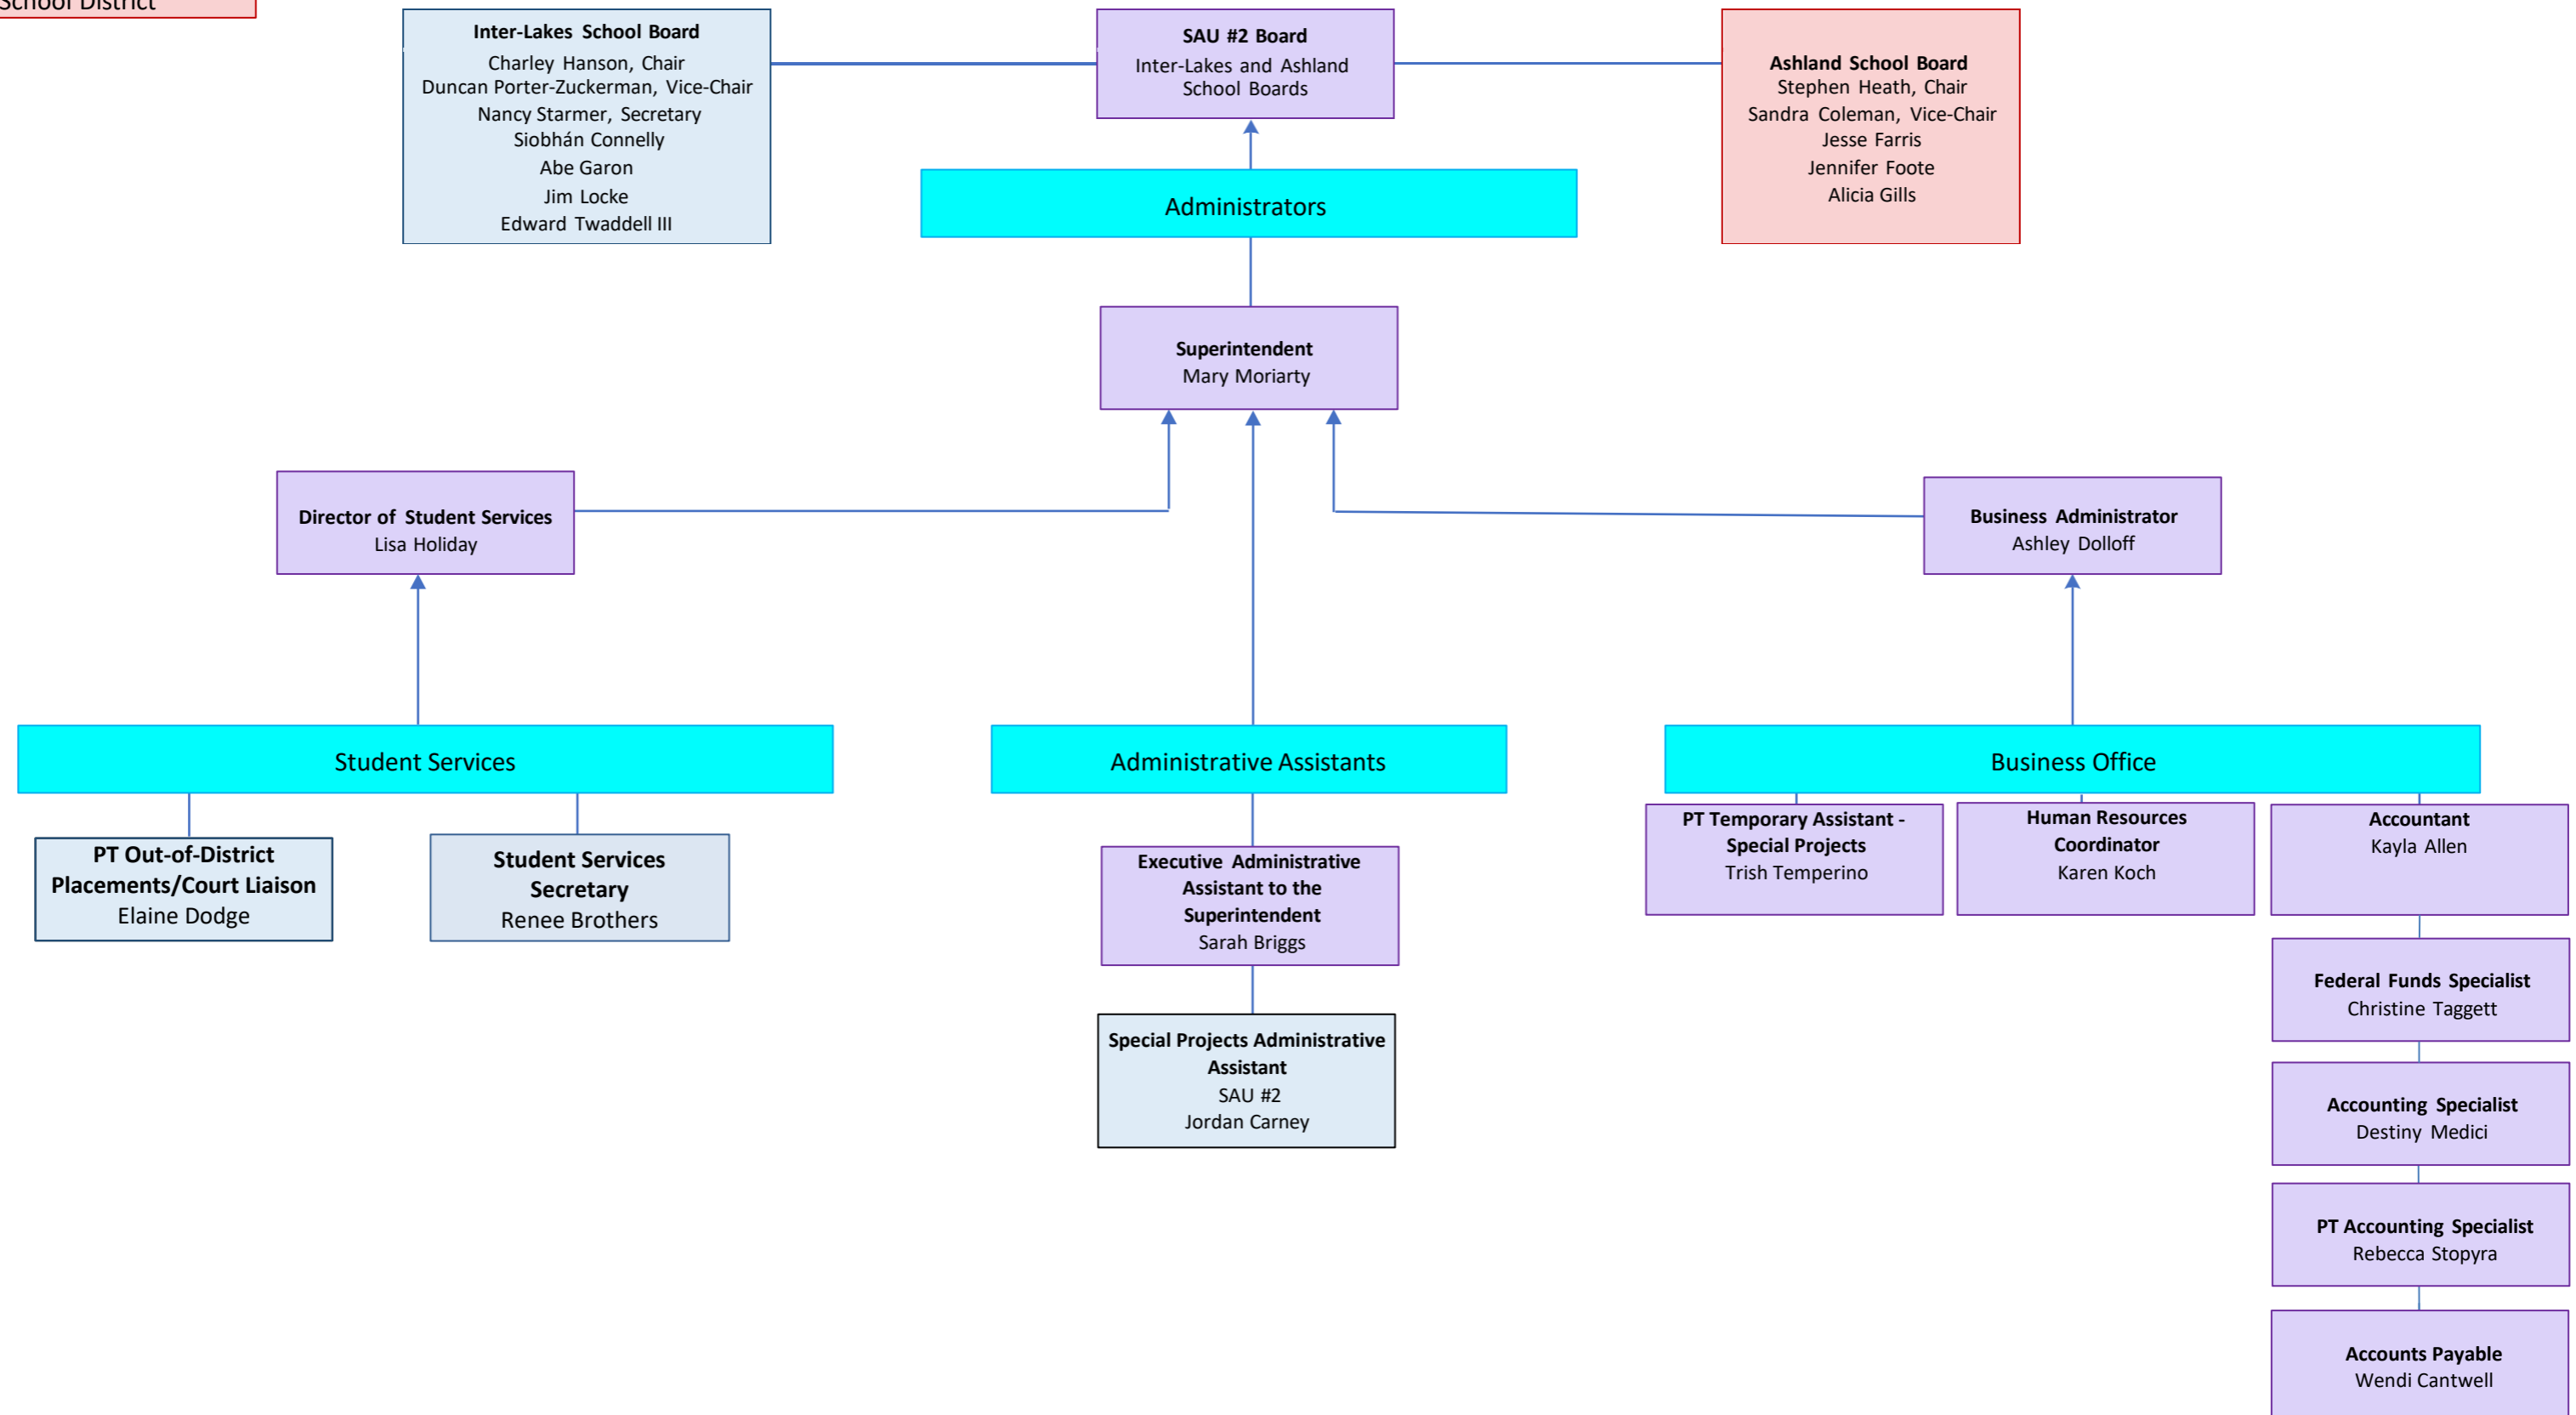 School District
Inter-Lakes School Board
Charley Hanson, Chair
Duncan Porter-Zuckerman, Vice-Chair
Nancy Starmer, Secretary
Siobhán Connelly
Abe Garon
Jim Locke
Edward Twaddell III
SAU #2 Board
Inter-Lakes and Ashland
School Boards
Ashland School Board
Stephen Heath, Chair
Sandra Coleman, Vice-Chair
Jesse Farris
Jennifer Foote
Alicia Gills
Administrators
Superintendent
Mary Moriarty
Director of Student Services
Lisa Holiday
Business Administrator
Ashley Dolloff
Student Services
PT Out-of-District
Placements/Court Liaison
Elaine Dodge
Student Services
Secretary
Renee Brothers
Administrative Assistants
Executive Administrative
Assistant to the
Superintendent
Sarah Briggs
Special Projects Administrative
Assistant
SAU #2
Jordan Carney
Business Office
PT Temporary Assistant -
Special Projects
Trish Temperino
Human Resources
Coordinator
Karen Koch
Accountant
Kayla Allen
Federal Funds Specialist
Christine Taggett
Accounting Specialist
Destiny Medici
PT Accounting Specialist
Rebecca Stopyra
Accounts Payable
Wendi Cantwell